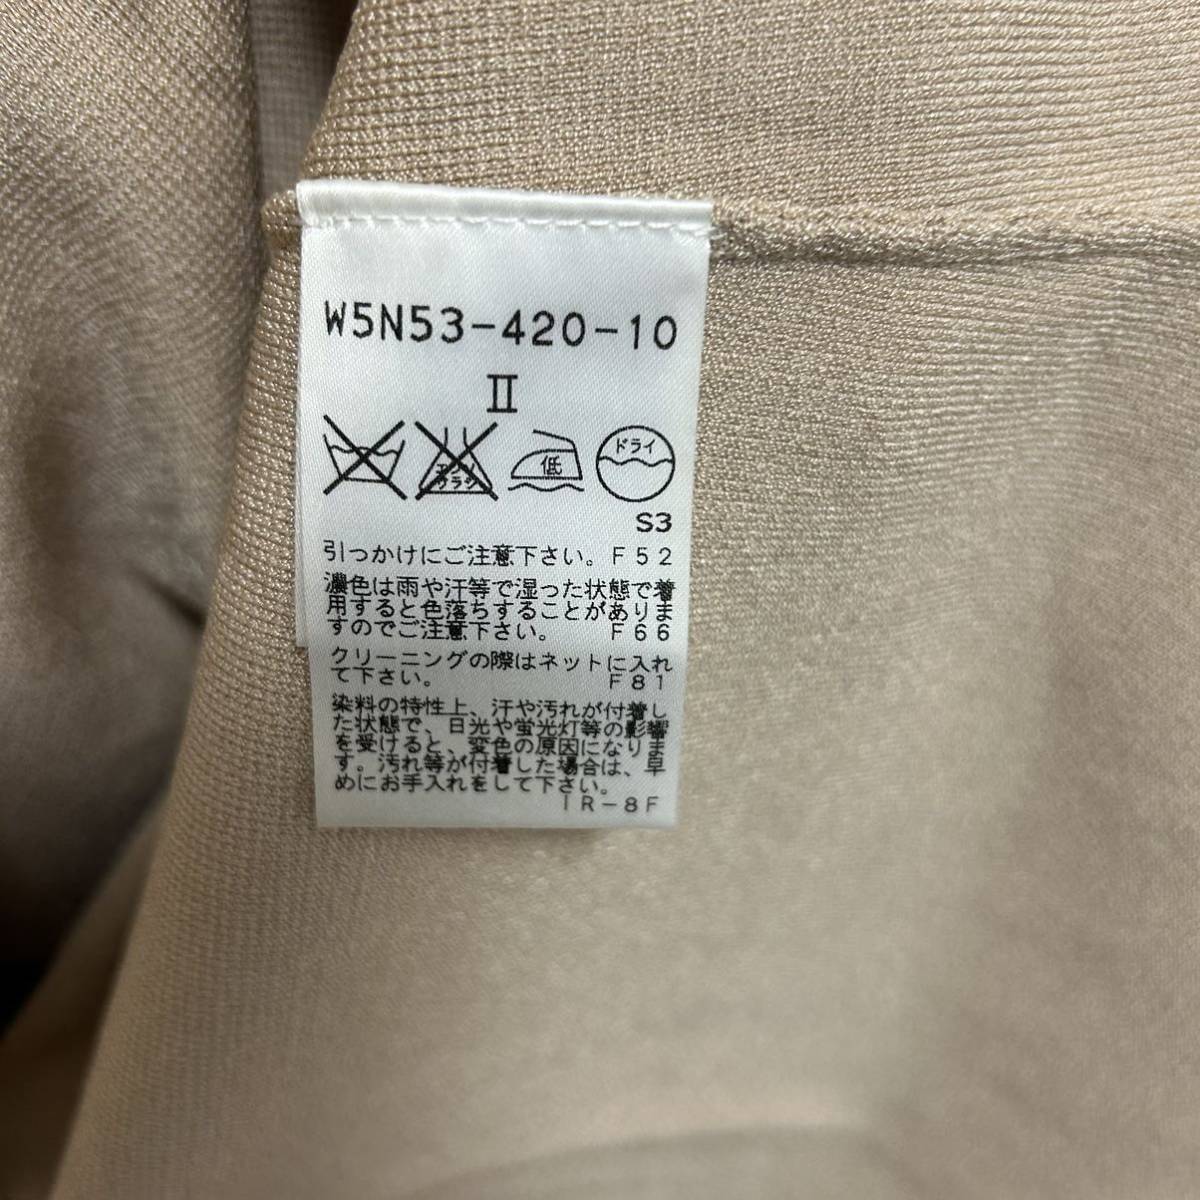 W5N53-420-10
II
エンソ
サラシ
低
ドライ
S3
引っかけにご注意下さい。F52
濃色は雨や汗等で湿った状態で着
用すると色落ちすることがありま
すのでご注意下さい。 F66
クリーニングの際はネットに入れ
て下さい。 F81
染料の特性上、汗や汚れが付着し
た状態で、日光や蛍光灯等の影響
を受けると、変色の原因になりま
す。汚れ等が付着した場合は、早
めにお手入れをして下さい。
IR-8F